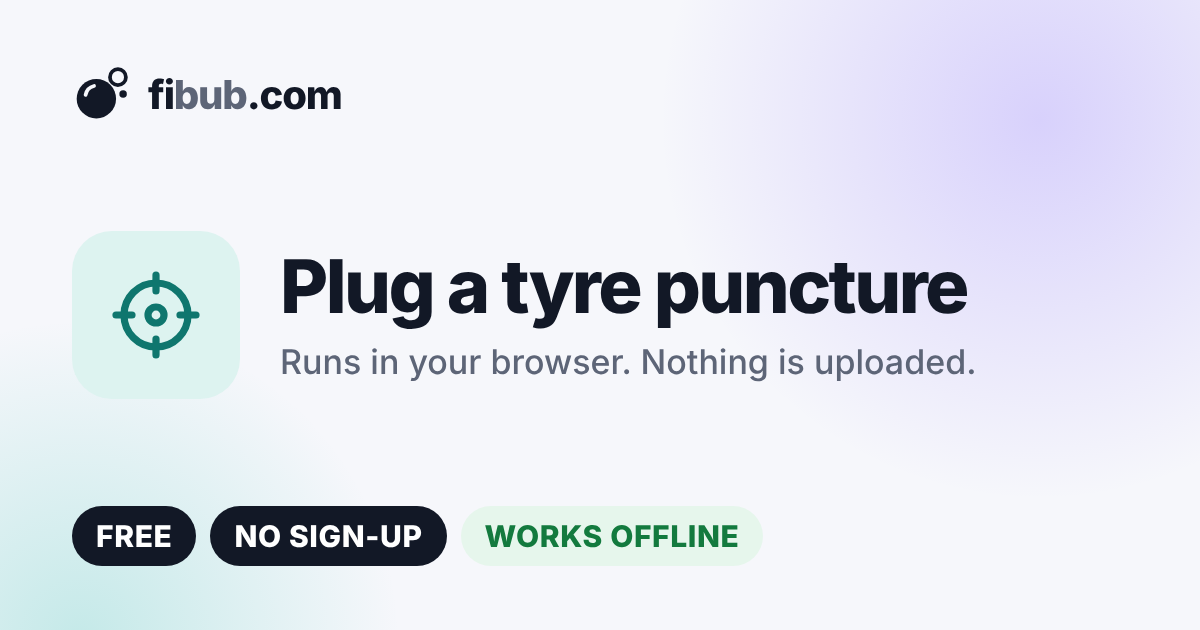 fibub.com
Plug a tyre puncture
Runs in your browser. Nothing is uploaded.
FREE NO SIGN-UP WORKS OFFLINE